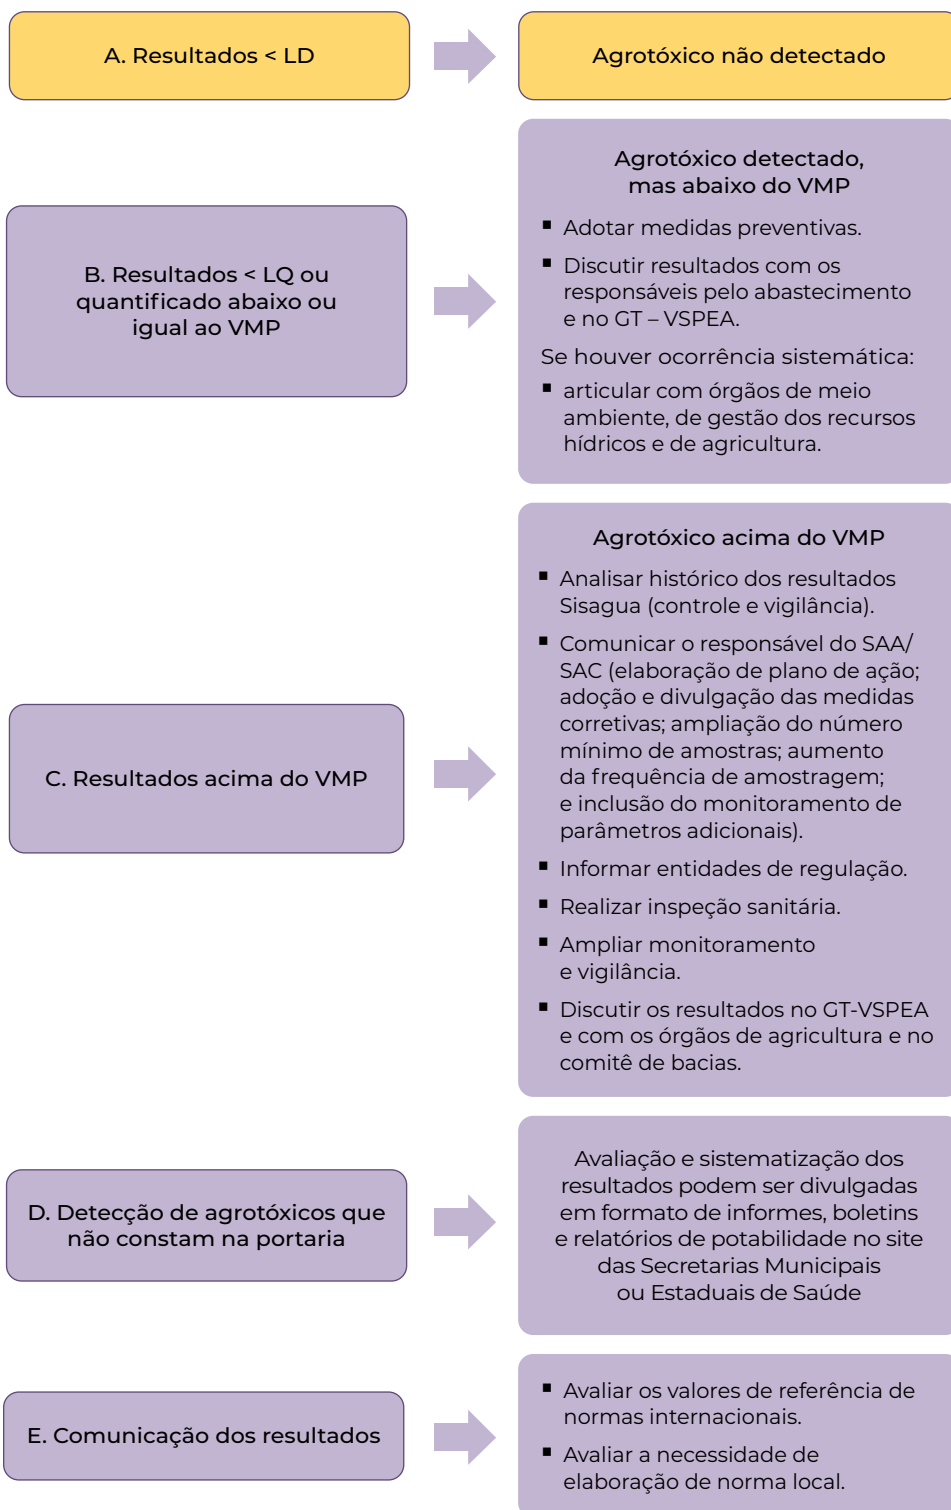 A. Resultados < LD
Agrotóxico não detectado
B. Resultados < LQ ou
quantificado abaixo ou
igual ao VMP
Agrotóxico detectado,
mas abaixo do VMP
▪ Adotar medidas preventivas.
▪ Discutir resultados com os
responsáveis pelo abastecimento
e no GT – VSPEA.
Se houver ocorrência sistemática:
▪ articular com órgãos de meio
ambiente, de gestão dos recursos
hídricos e de agricultura.
C. Resultados acima do VMP
Agrotóxico acima do VMP
▪ Analisar histórico dos resultados
Sisagua (controle e vigilância).
▪ Comunicar o responsável do SAA/
SAC (elaboração de plano de ação;
adoção e divulgação das medidas
corretivas; ampliação do número
mínimo de amostras; aumento
da frequência de amostragem;
e inclusão do monitoramento de
parâmetros adicionais).
▪ Informar entidades de regulação.
▪ Realizar inspeção sanitária.
▪ Ampliar monitoramento
e vigilância.
▪ Discutir os resultados no GT-VSPEA
e com os órgãos de agricultura e no
comitê de bacias.
D. Detecção de agrotóxicos que
não constam na portaria
Avaliação e sistematização dos
resultados podem ser divulgadas
em formato de informes, boletins
e relatórios de potabilidade no site
das Secretarias Municipais
ou Estaduais de Saúde
E. Comunicação dos resultados
▪ Avaliar os valores de referência de
normas internacionais.
▪ Avaliar a necessidade de
elaboração de norma local.